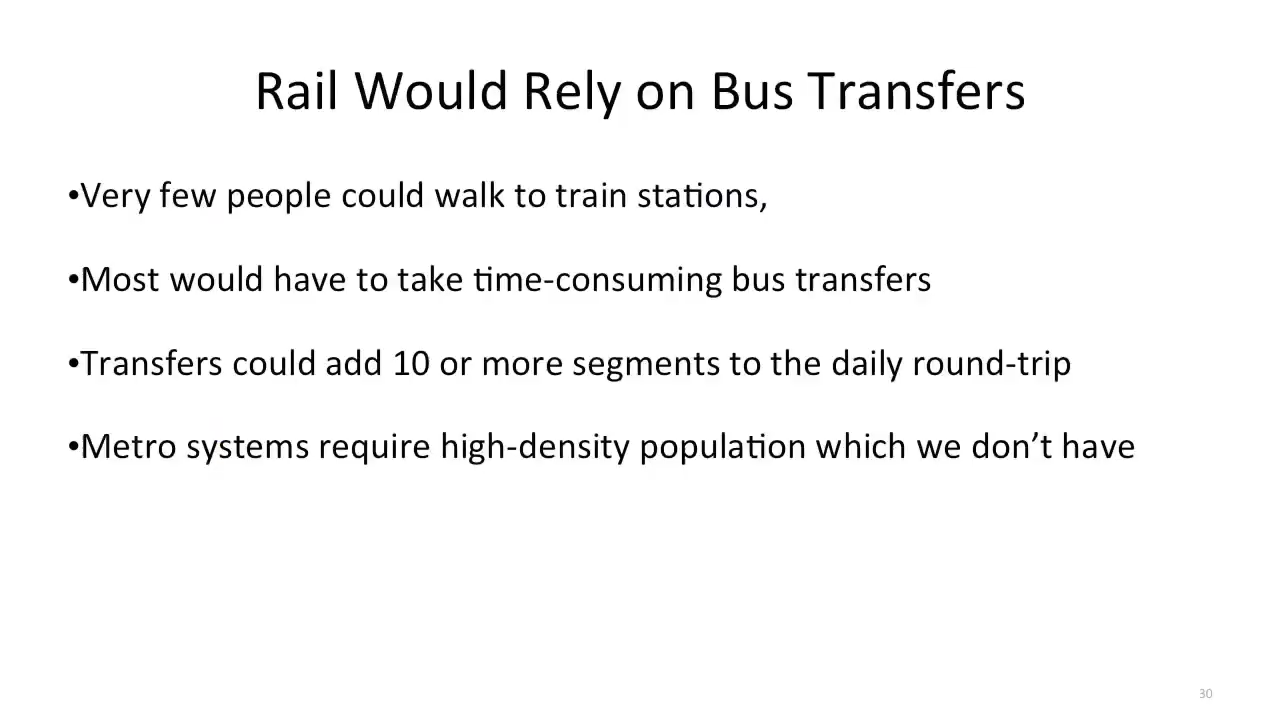 Rail Would Rely on Bus Transfers
•Very few people could walk to train stations,
•Most would have to take time-consuming bus transfers
•Transfers could add 10 or more segments to the daily round-trip
•Metro systems require high-density population which we don’t have
30